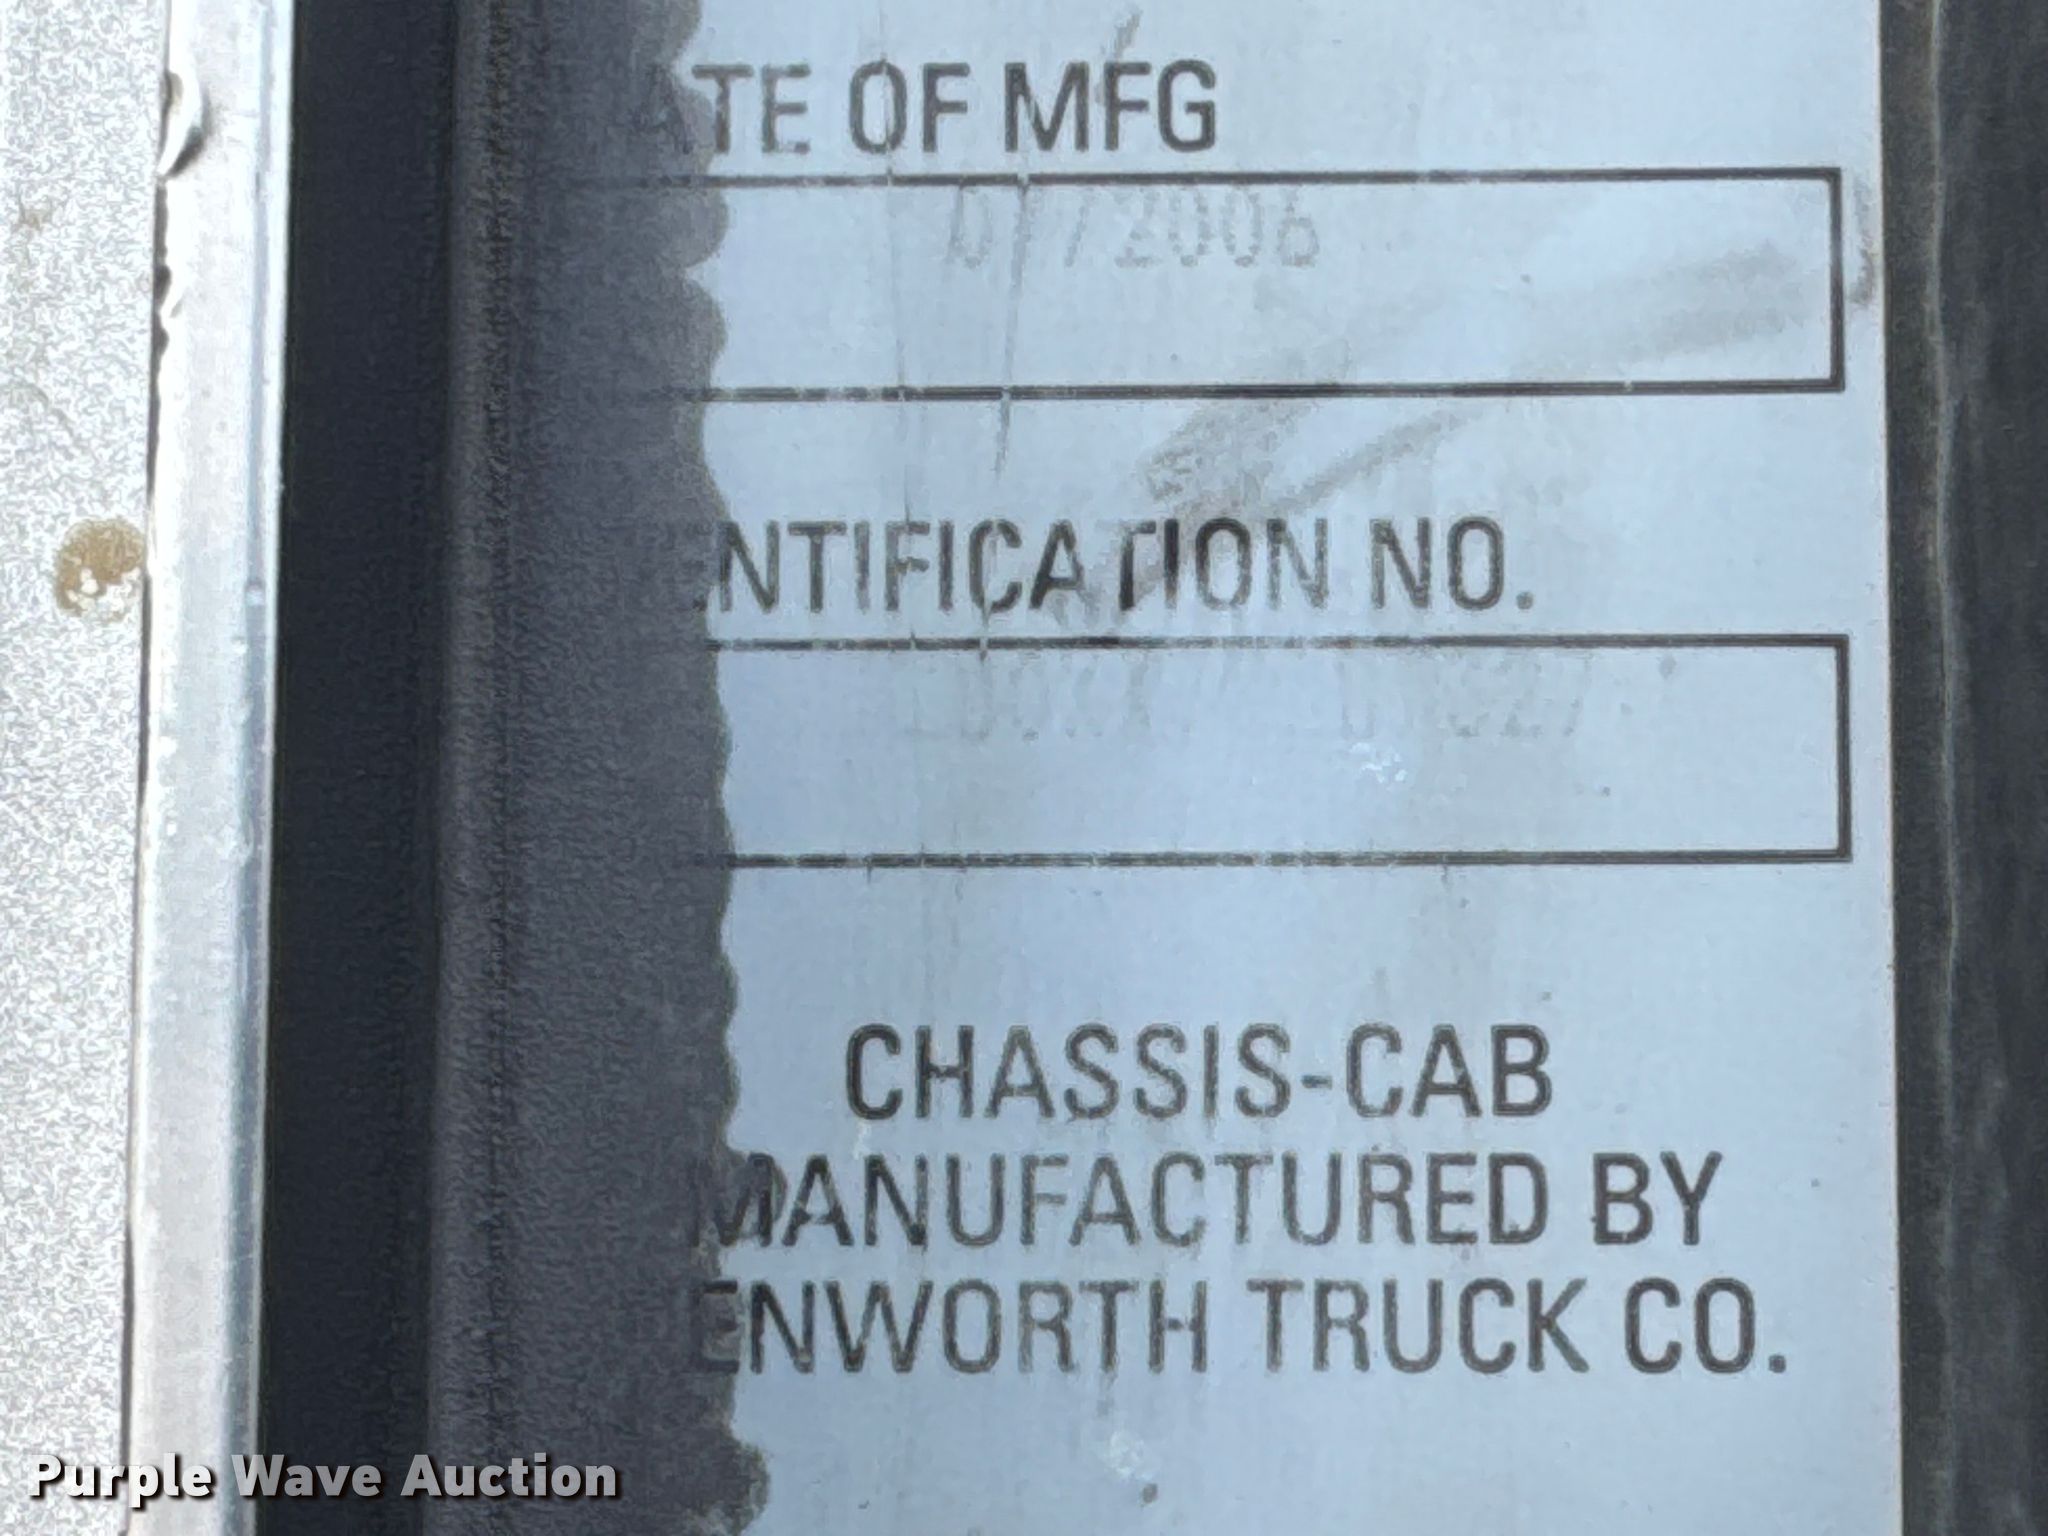 ATE OF MFG
ENTIFICATION NO.
CHASSIS-CAB
MANUFACTURED BY
ENWORTH TRUCK CO.
Purple Wave Auction